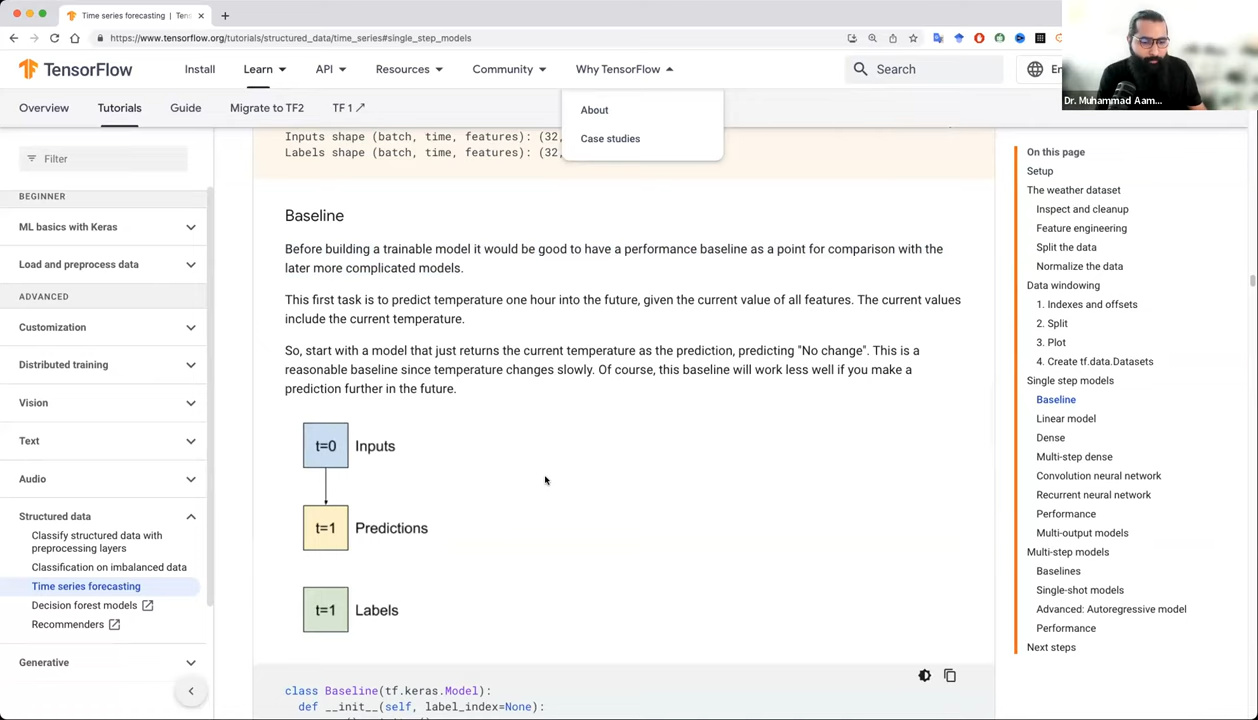 Time series forecasting | Ten
https://www.tensorflow.org/tutorials/structured_data/time_series#single_step_models
TensorFlow
Install
Learn
API
Resources
Community
Why TensorFlow
Search
En
Dr. Muhammad Aam...
Overview
Tutorials
Guide
Migrate to TF2
TF 1
About
Case studies
Filter
BEGINNER
ML basics with Keras
Load and preprocess data
ADVANCED
Customization
Distributed training
Vision
Text
Audio
Structured data
Classify structured data with
preprocessing layers
Classification on imbalanced data
Time series forecasting
Decision forest models
Recommenders
Generative
Inputs shape (batch, time, features): (32,
Labels shape (batch, time, features): (32,
Baseline
Before building a trainable model it would be good to have a performance baseline as a point for comparison with the
later more complicated models.
This first task is to predict temperature one hour into the future, given the current value of all features. The current values
include the current temperature.
So, start with a model that just returns the current temperature as the prediction, predicting "No change". This is a
reasonable baseline since temperature changes slowly. Of course, this baseline will work less well if you make a
prediction further in the future.
t=0 Inputs
t=1 Predictions
t=1 Labels
class Baseline(tf.keras.Model):
def __init__(self, label_index=None):
On this page
Setup
The weather dataset
Inspect and cleanup
Feature engineering
Split the data
Normalize the data
Data windowing
1. Indexes and offsets
2. Split
3. Plot
4. Create tf.data.Datasets
Single step models
Baseline
Linear model
Dense
Multi-step dense
Convolution neural network
Recurrent neural network
Performance
Multi-output models
Multi-step models
Baselines
Single-shot models
Advanced: Autoregressive model
Performance
Next steps